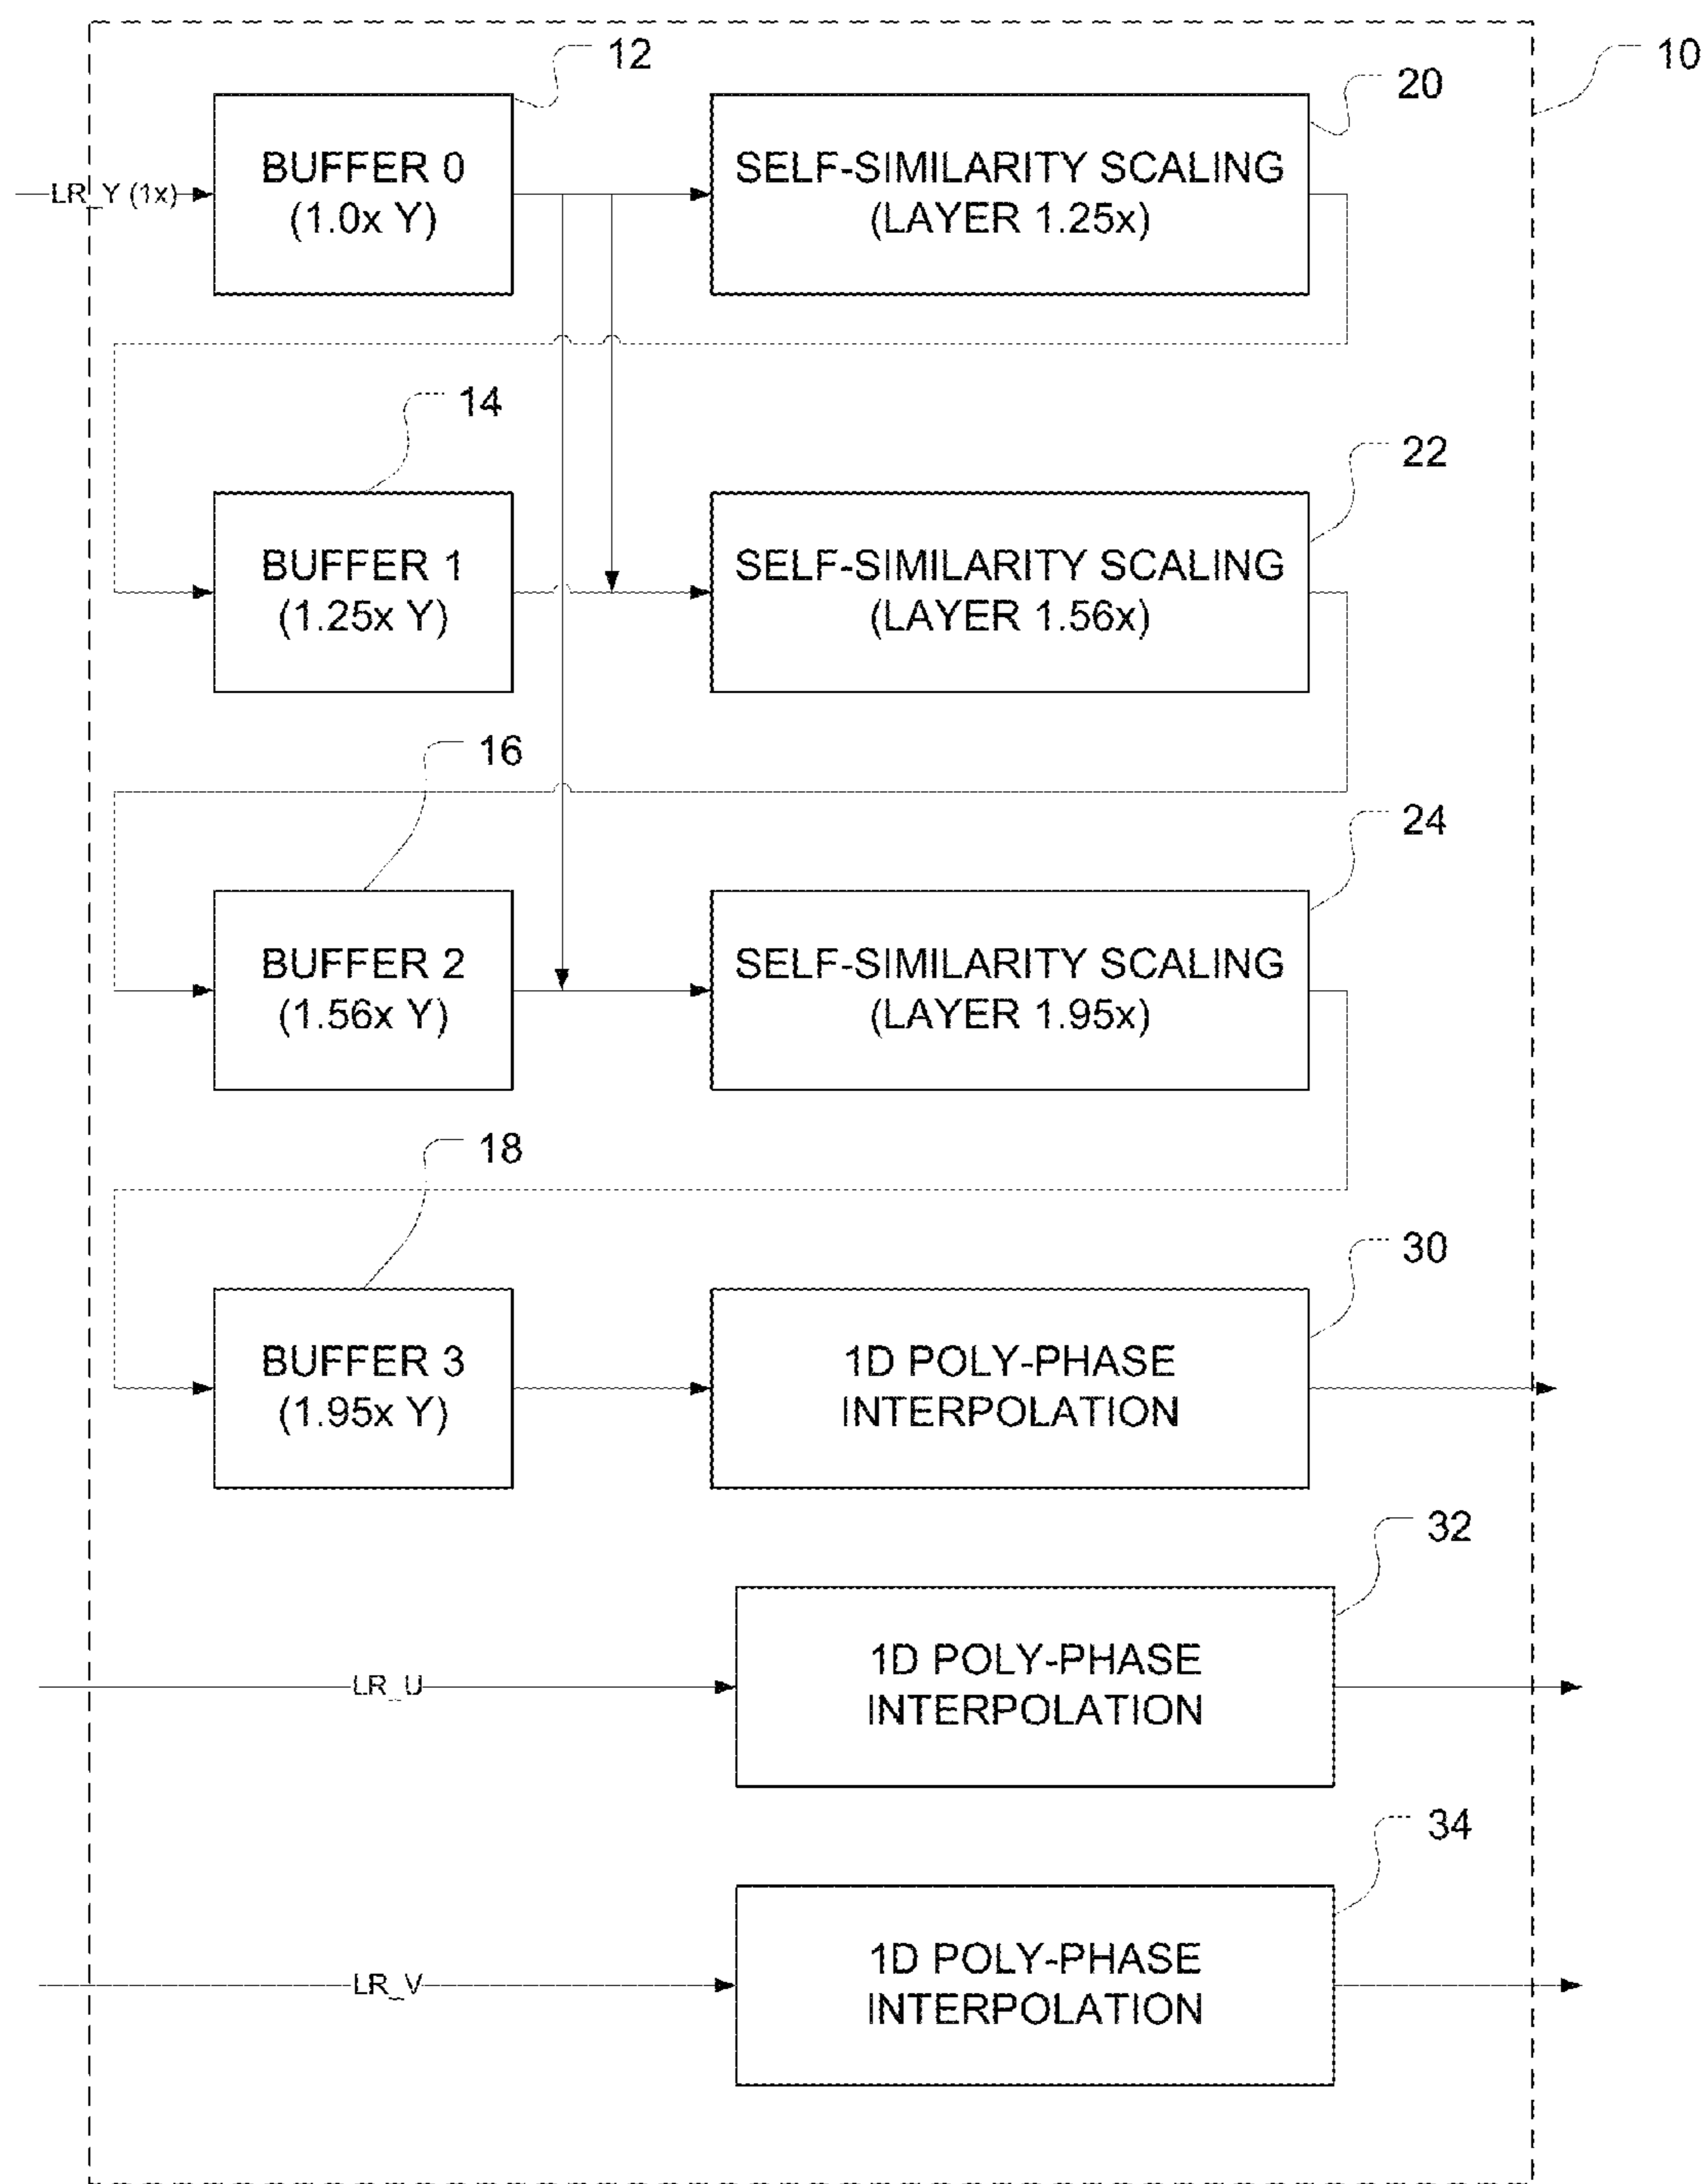 12
10
20
BUFFER 0
(1.0x Y)
SELF-SIMILARITY SCALING
(LAYER 1.25x)
LR_Y (1x)
14
22
BUFFER 1
(1.25x Y)
SELF-SIMILARITY SCALING
(LAYER 1.56x)
16
24
BUFFER 2
(1.56x Y)
SELF-SIMILARITY SCALING
(LAYER 1.95x)
18
30
BUFFER 3
(1.95x Y)
1D POLY-PHASE
INTERPOLATION
32
1D POLY-PHASE
INTERPOLATION
LR_U
34
1D POLY-PHASE
INTERPOLATION
LR_V